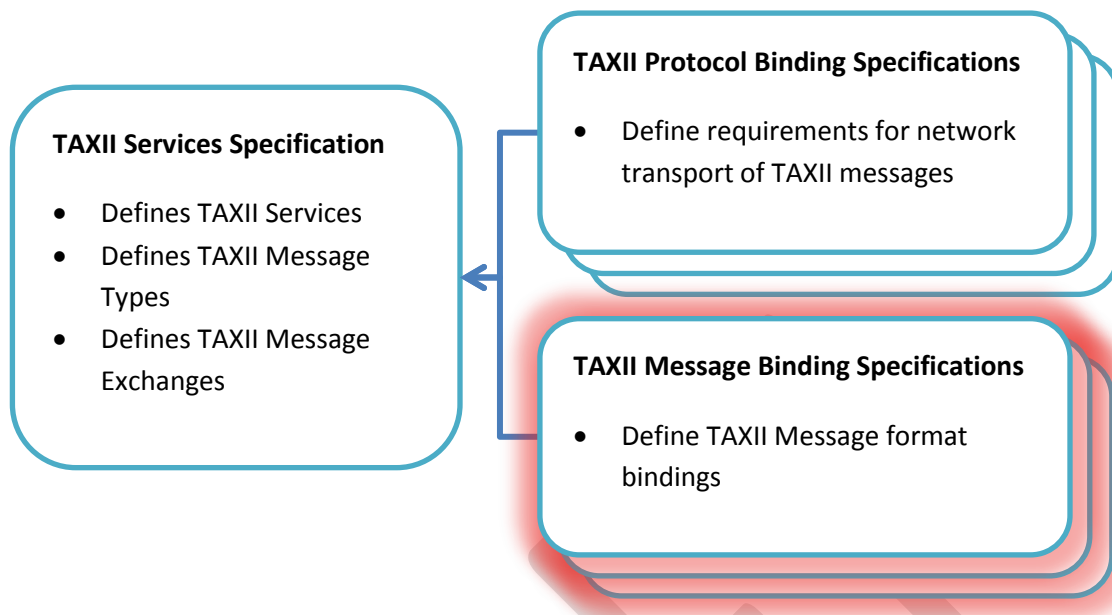 TAXII Services Specification
• Defines TAXII Services
• Defines TAXII Message
Types
• Defines TAXII Message
Exchanges
TAXII Protocol Binding Specifications
• Define requirements for network
transport of TAXII messages
TAXII Message Binding Specifications
• Define TAXII Message format
bindings